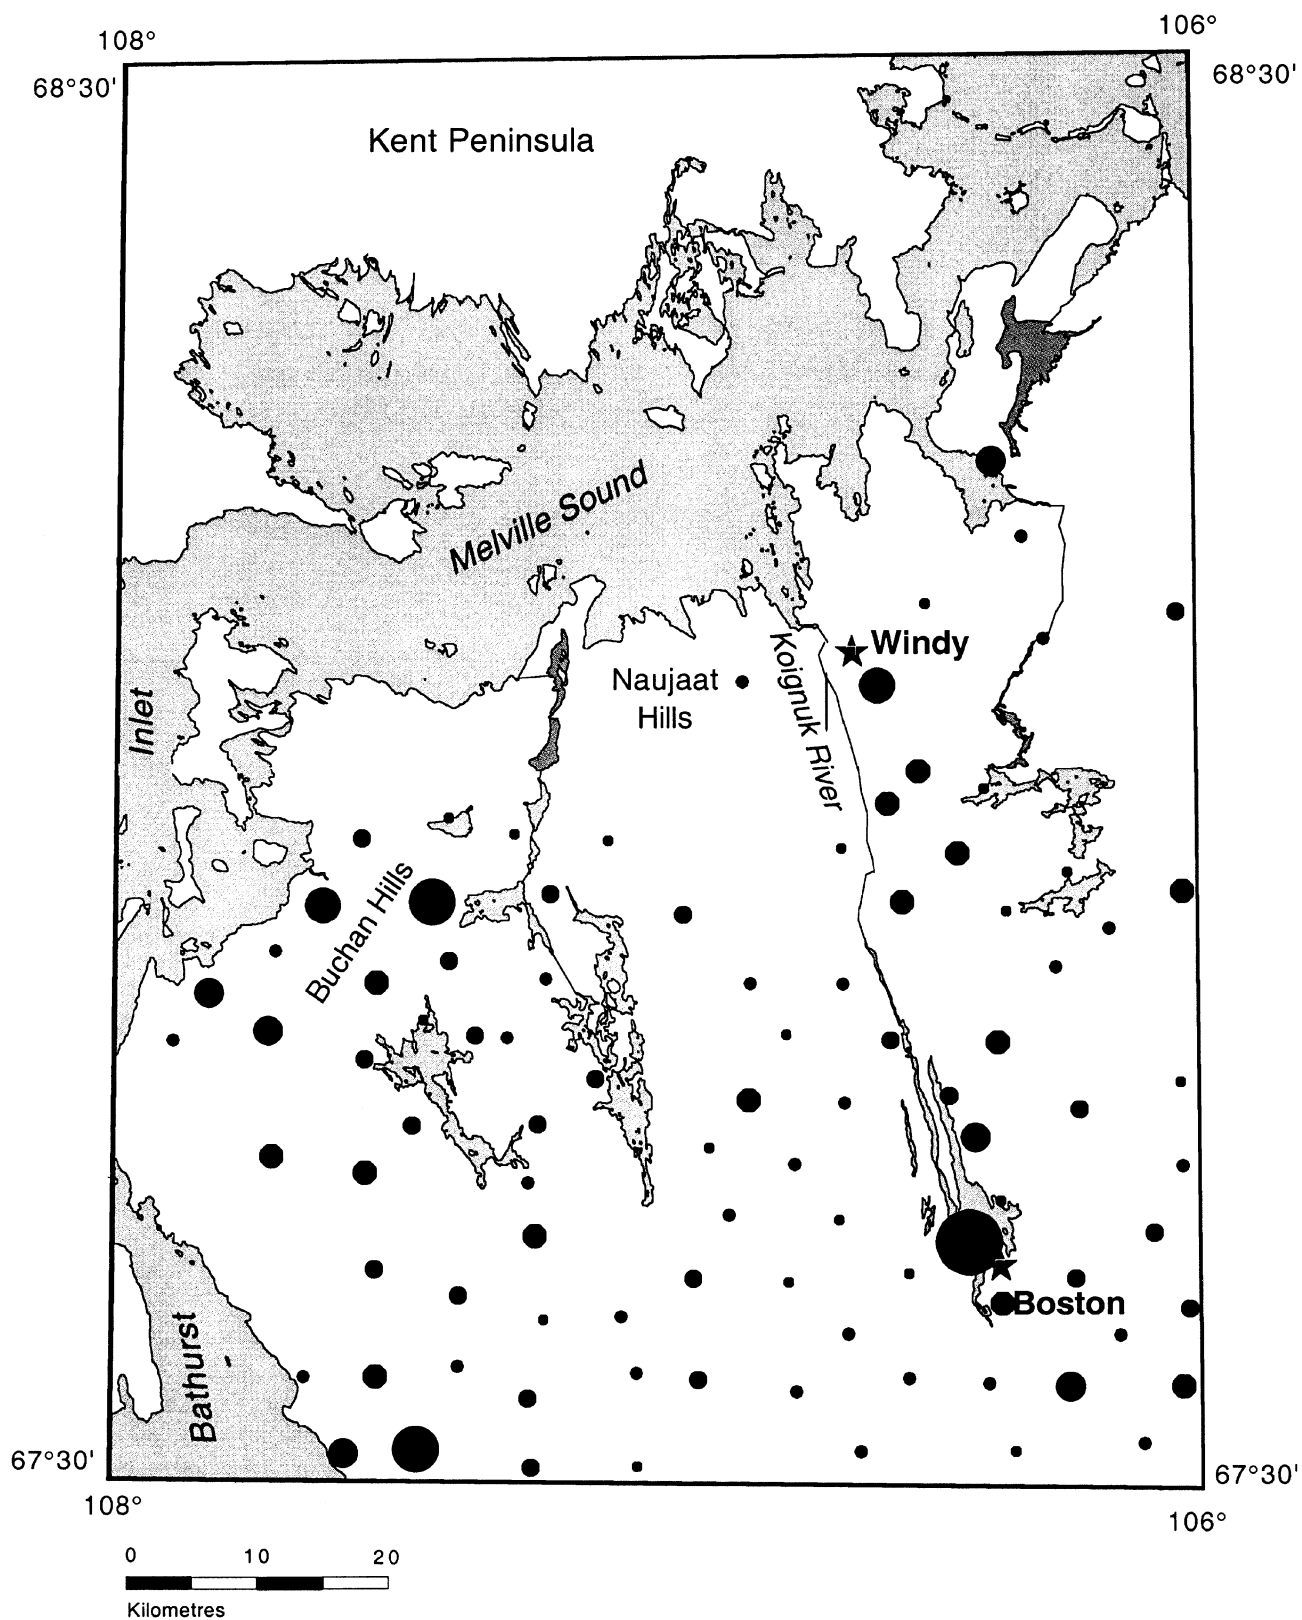 108°
106°
68°30'
68°30'
Kent Peninsula
Melville Sound
Windy
Naujaat
Hills
Koignuk River
Inlet
Buchan Hills
Boston
Bathurst
67°30'
67°30'
108°
106°
0 10 20
Kilometres